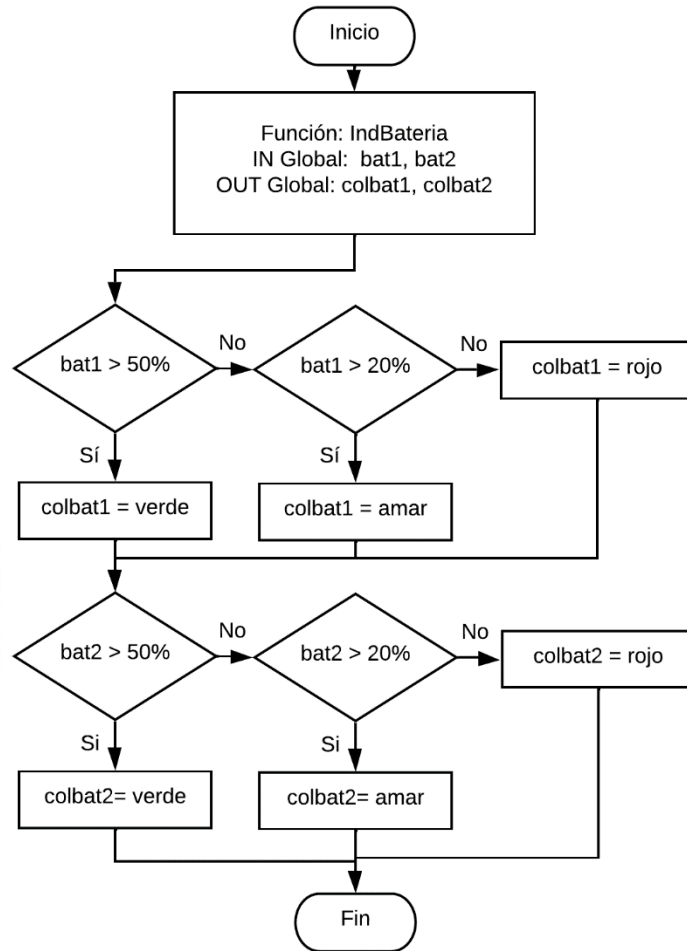 Inicio
Función: IndBateria
IN Global: bat1, bat2
OUT Global: colbat1, colbat2
bat1 > 50%
No
bat1 > 20%
No
colbat1 = rojo
Sí
Sí
colbat1 = verde
colbat1 = amar
bat2 > 50%
No
bat2 > 20%
No
colbat2 = rojo
Si
Si
colbat2= verde
colbat2= amar
Fin